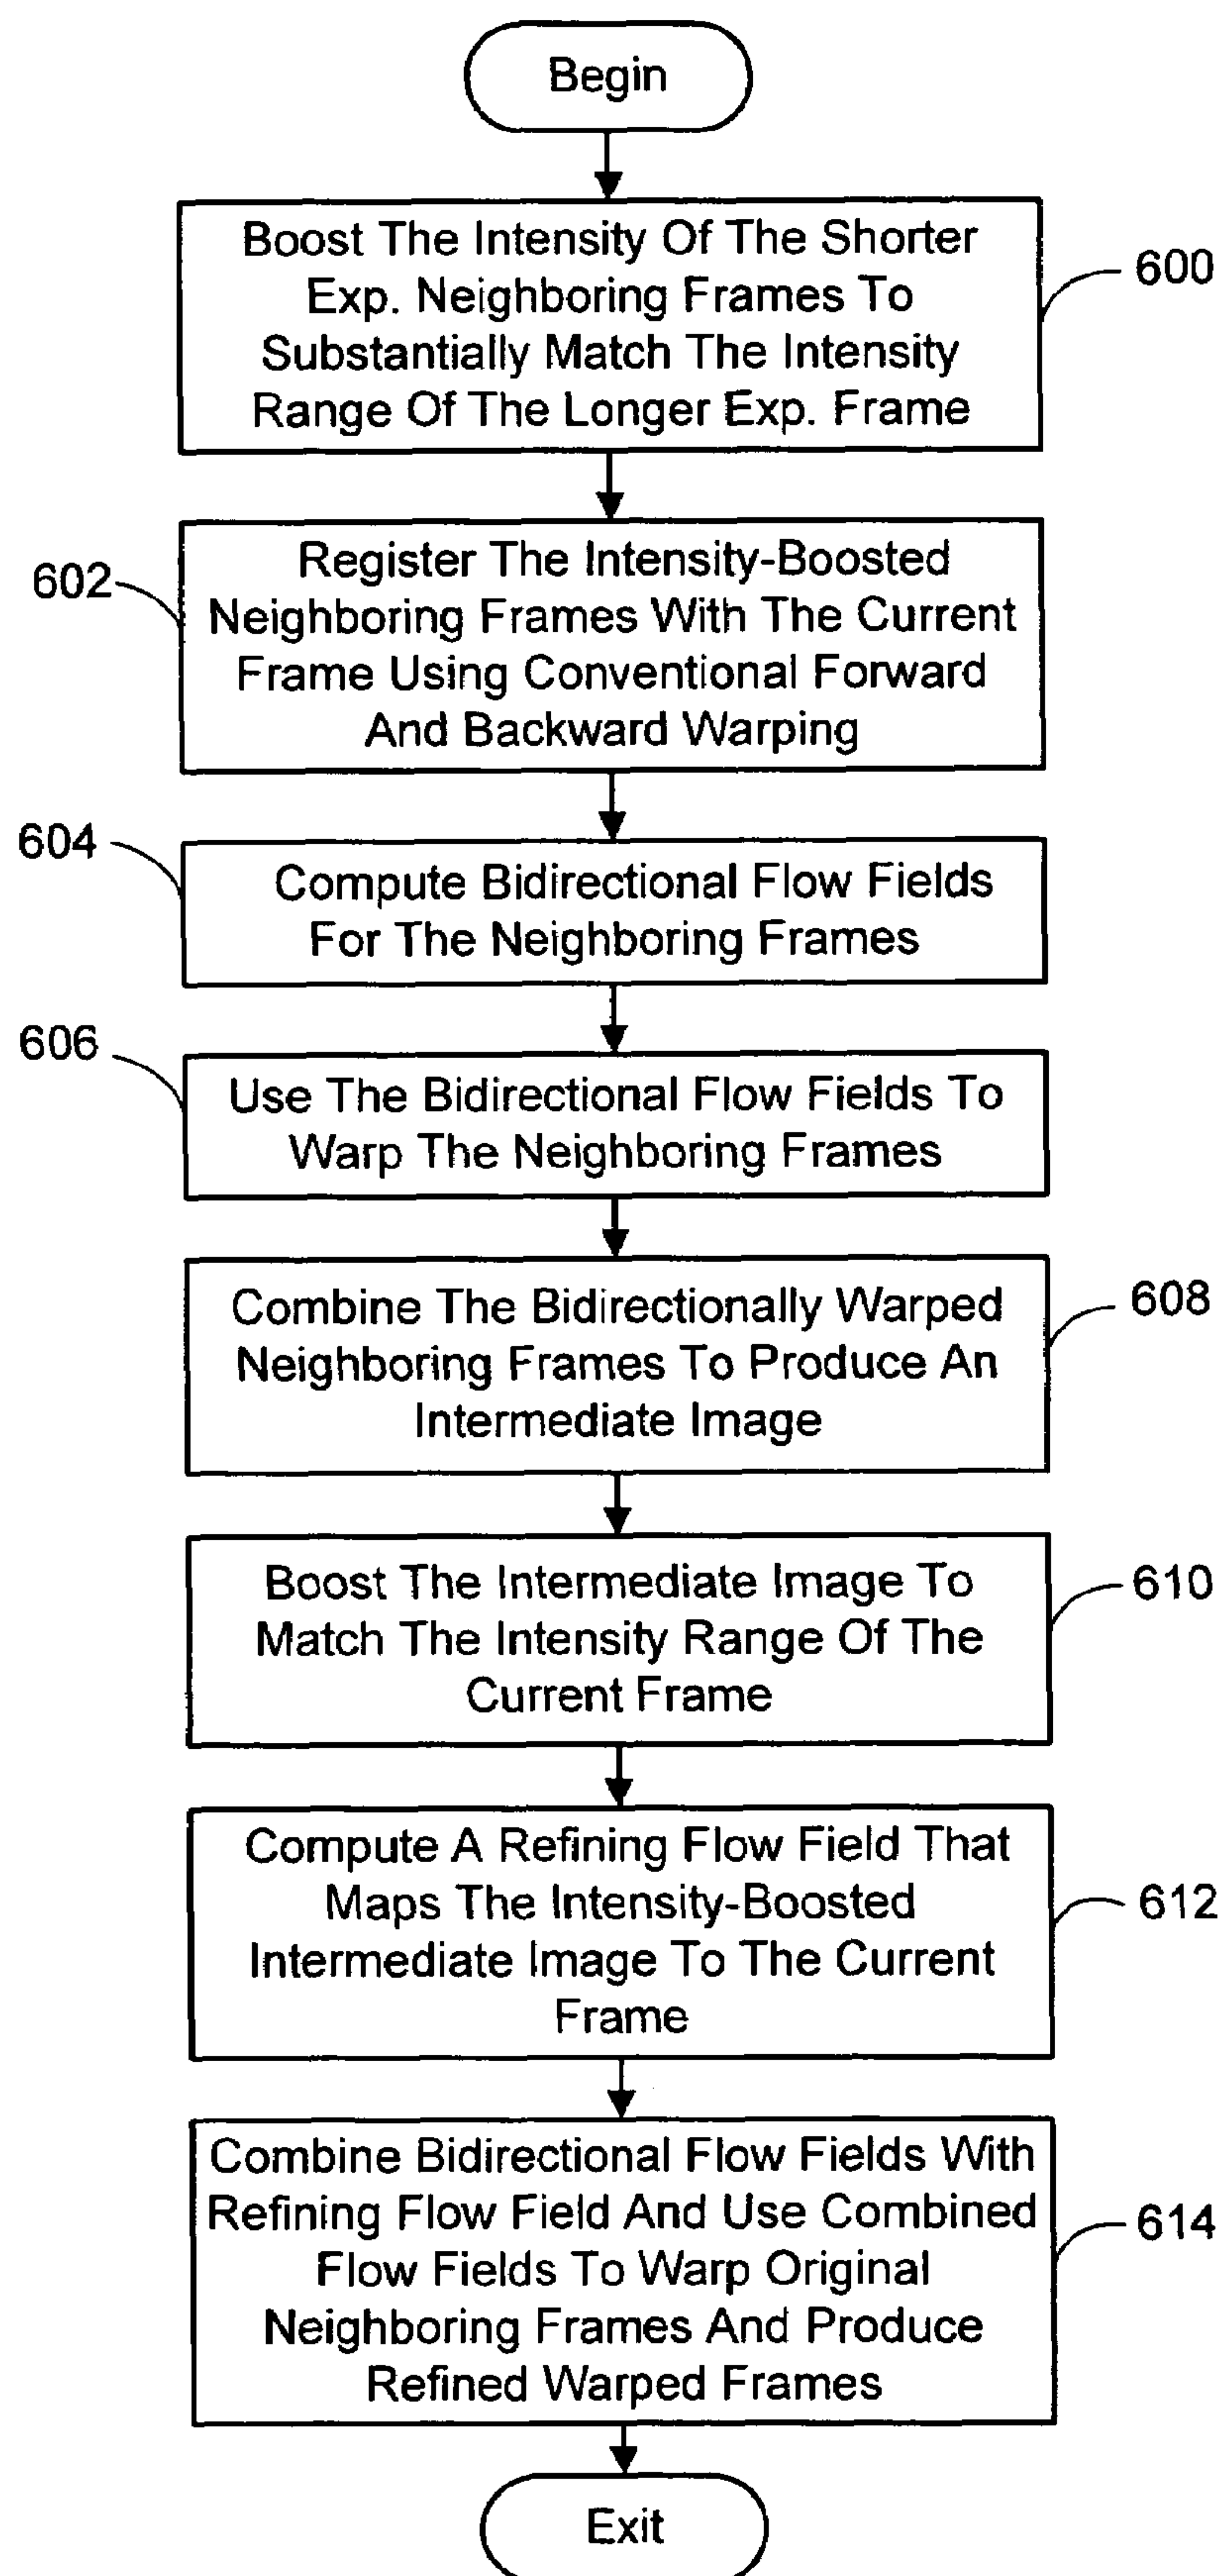 Begin
Boost The Intensity Of The Shorter
Exp. Neighboring Frames To
Substantially Match The Intensity
Range Of The Longer Exp. Frame
600
Register The Intensity-Boosted
Neighboring Frames With The Current
Frame Using Conventional Forward
And Backward Warping
602
Compute Bidirectional Flow Fields
For The Neighboring Frames
604
Use The Bidirectional Flow Fields To
Warp The Neighboring Frames
606
Combine The Bidirectionally Warped
Neighboring Frames To Produce An
Intermediate Image
608
Boost The Intermediate Image To
Match The Intensity Range Of The
Current Frame
610
Compute A Refining Flow Field That
Maps The Intensity-Boosted
Intermediate Image To The Current
Frame
612
Combine Bidirectional Flow Fields With
Refining Flow Field And Use Combined
Flow Fields To Warp Original
Neighboring Frames And Produce
Refined Warped Frames
614
Exit